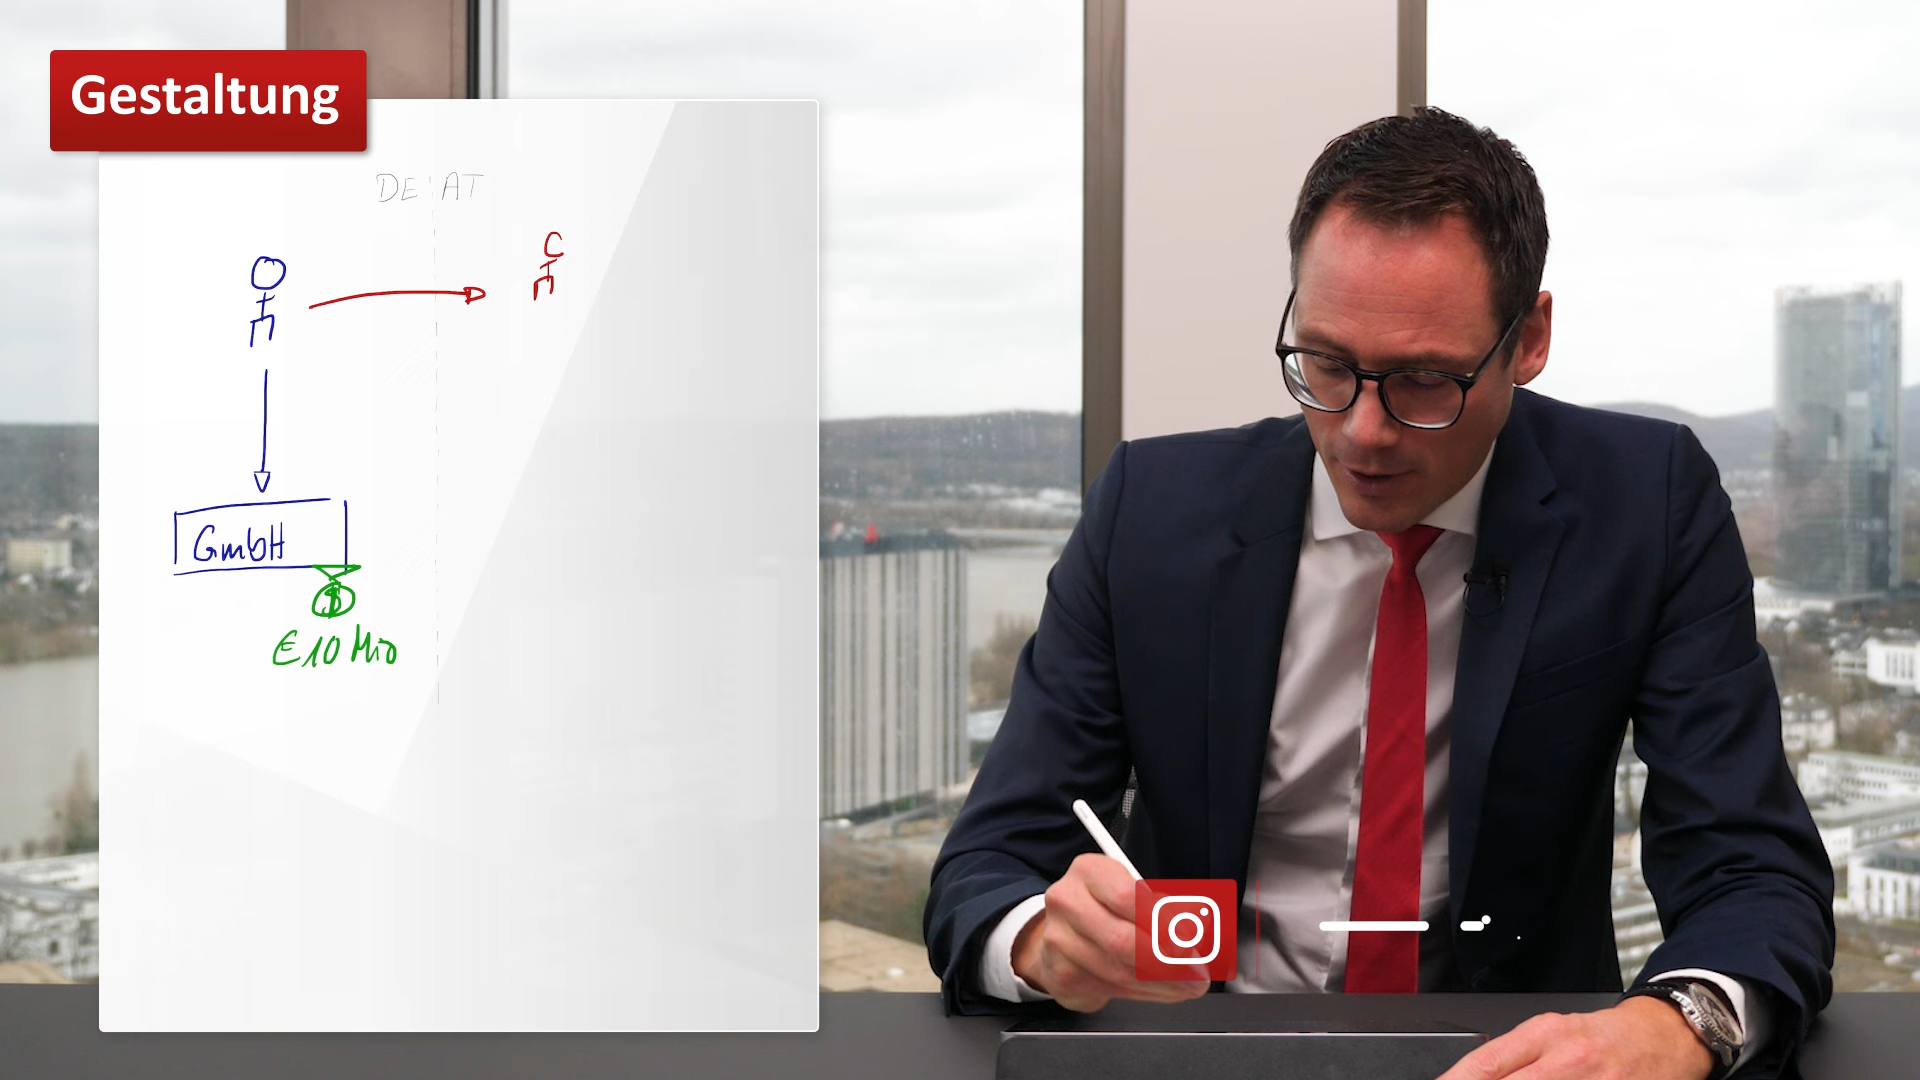 Gestaltung
DE AT
GmbH
$
€ 10 Mio